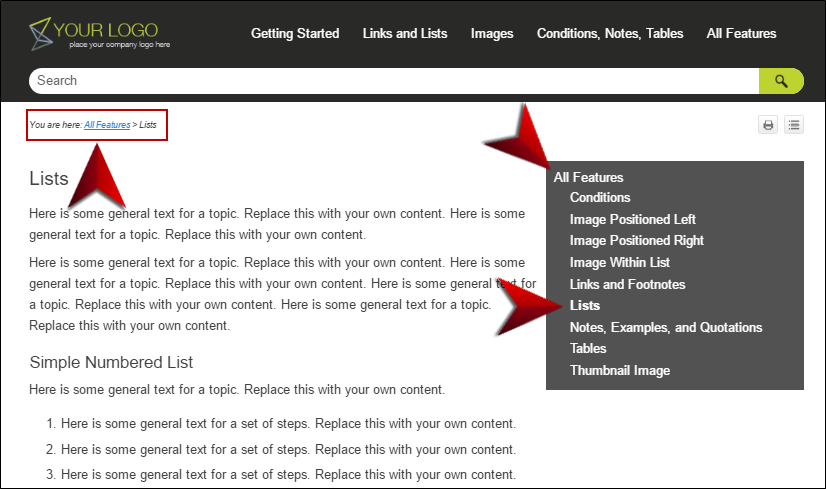 YOUR LOGO
place your company logo here
Getting Started Links and Lists Images Conditions, Notes, Tables All Features
Search
You are here: All Features > Lists
Lists
Here is some general text for a topic. Replace this with your own content. Here is some
general text for a topic. Replace this with your own content.
Here is some general text for a topic. Replace this with your own content. Here is some
general text for a topic. Replace this with your own content. Here is some general text for
a topic. Replace this with your own content. Here is some general text for a topic.
Replace this with your own content.
Simple Numbered List
Here is some general text for a topic. Replace this with your own content.
1. Here is some general text for a set of steps. Replace this with your own content.
2. Here is some general text for a set of steps. Replace this with your own content.
3. Here is some general text for a set of steps. Replace this with your own content.
All Features
Conditions
Image Positioned Left
Image Positioned Right
Image Within List
Links and Footnotes
Lists
Notes, Examples, and Quotations
Tables
Thumbnail Image